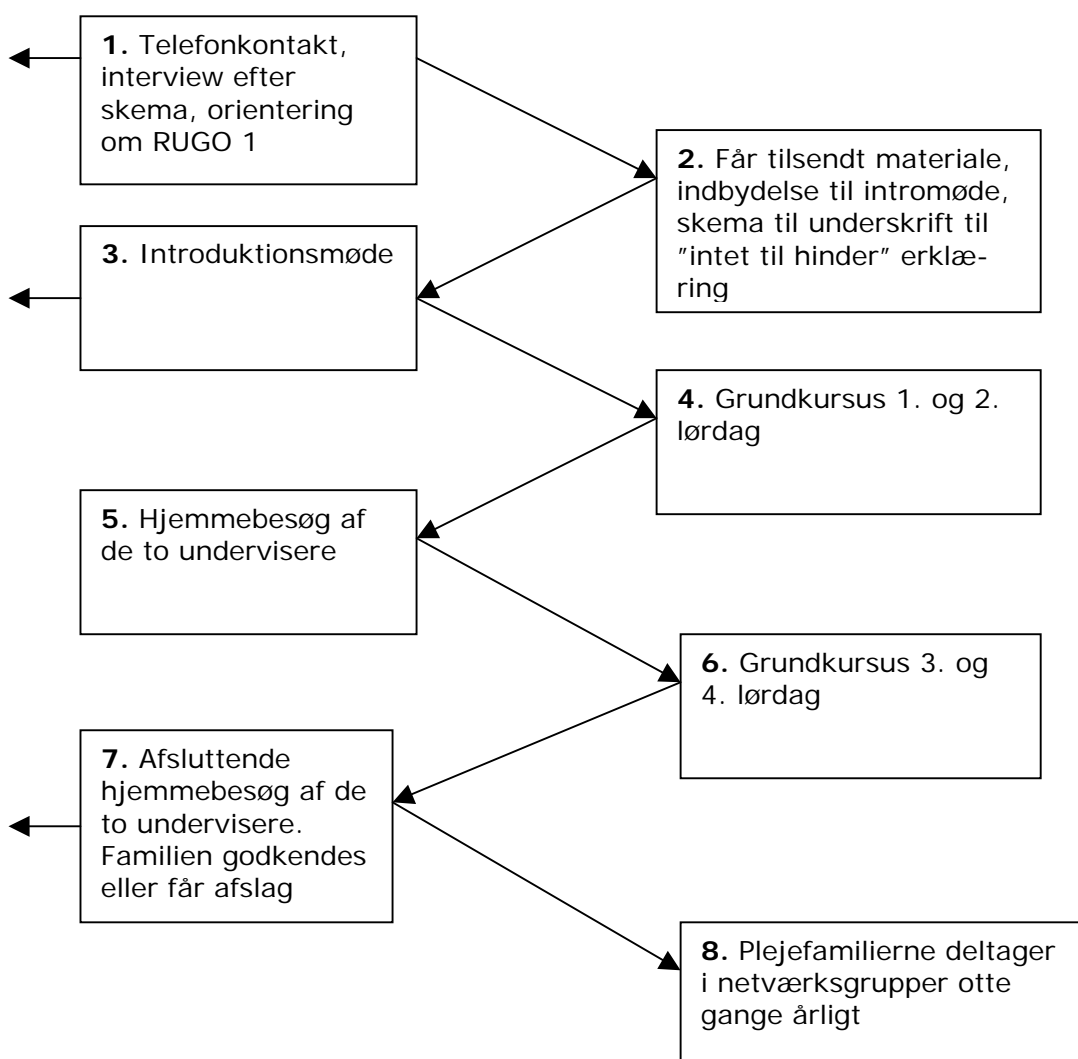 1. Telefonkontakt,
interview efter
skema, orientering
om RUGO 1
2. Får tilsendt materiale,
indbydelse til intromøde,
skema til underskrift til
”intet til hinder” erklæ-
ring
3. Introduktionsmøde
4. Grundkursus 1. og 2.
lørdag
5. Hjemmebesøg af
de to undervisere
6. Grundkursus 3. og
4. lørdag
7. Afsluttende
hjemmebesøg af de
to undervisere.
Familien godkendes
eller får afslag
8. Plejefamilierne deltager
i netværksgrupper otte
gange årligt